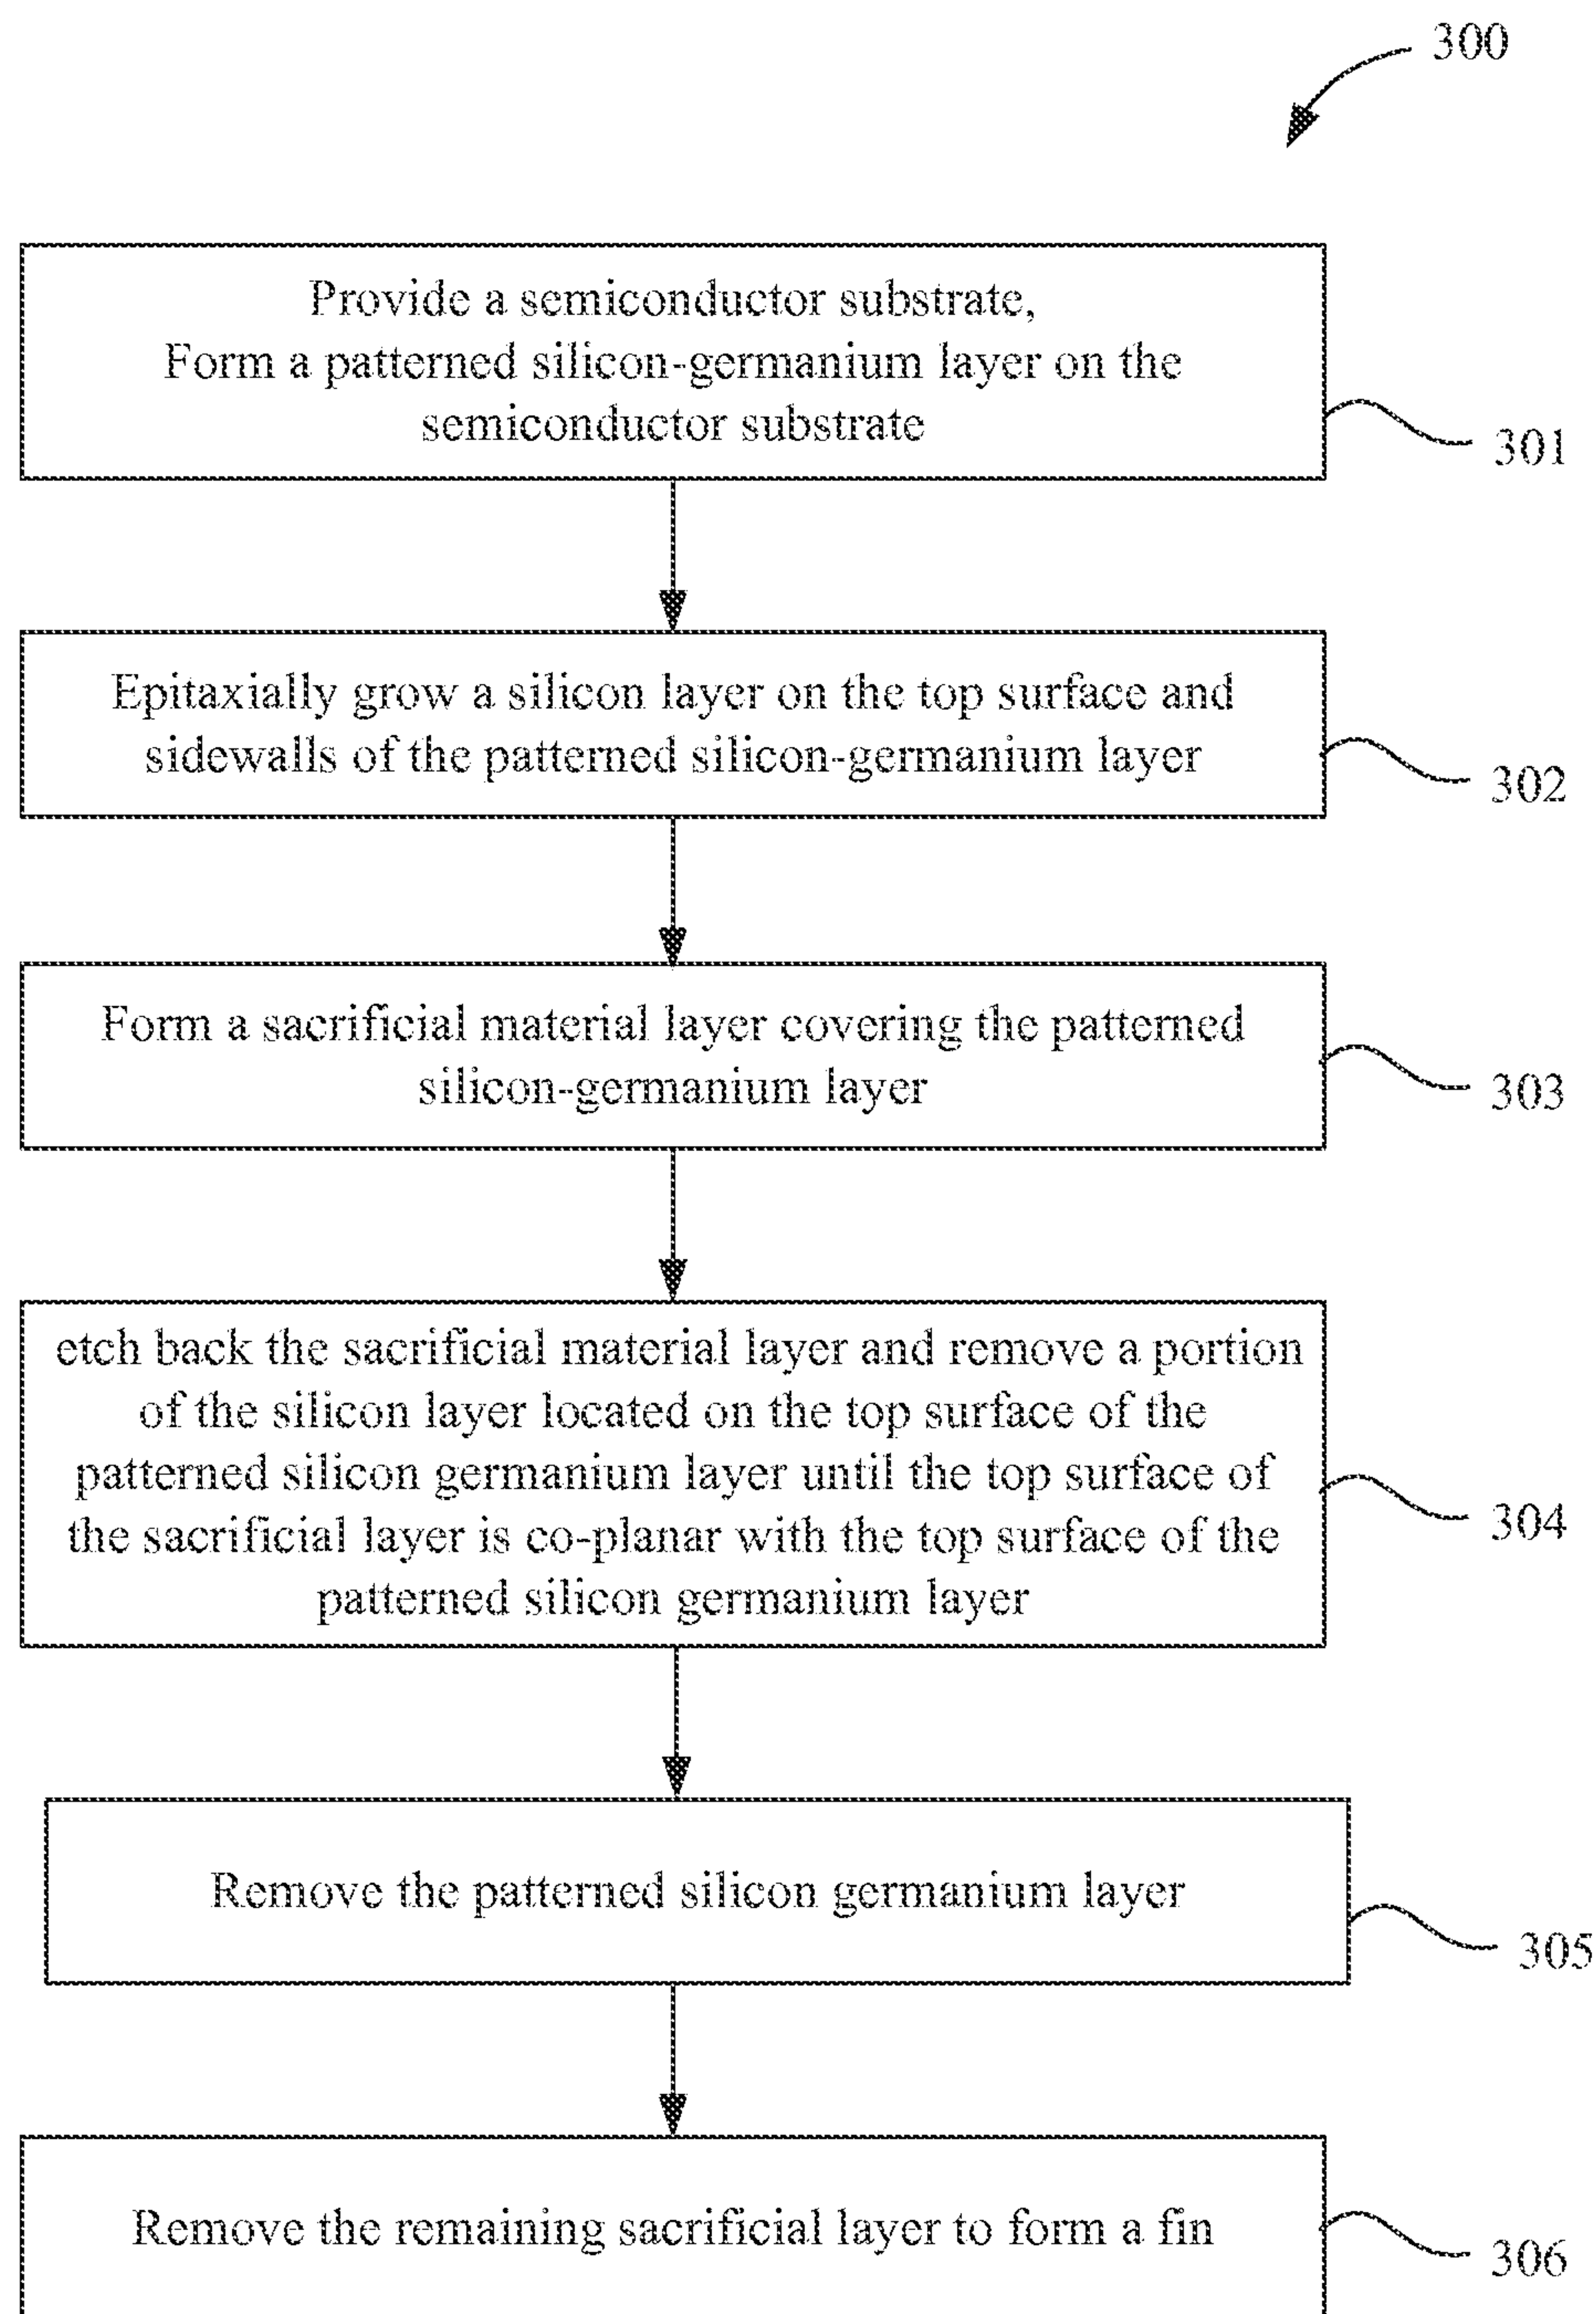 300
Provide a semiconductor substrate,
Form a patterned silicon-germanium layer on the
semiconductor substrate
301
Epitaxially grow a silicon layer on the top surface and
sidewalls of the patterned silicon-germanium layer
302
Form a sacrificial material layer covering the patterned
silicon-germanium layer
303
etch back the sacrificial material layer and remove a portion
of the silicon layer located on the top surface of the
patterned silicon germanium layer until the top surface of
the sacrificial layer is co-planar with the top surface of the
patterned silicon germanium layer
304
Remove the patterned silicon germanium layer
305
Remove the remaining sacrificial layer to form a fin
306